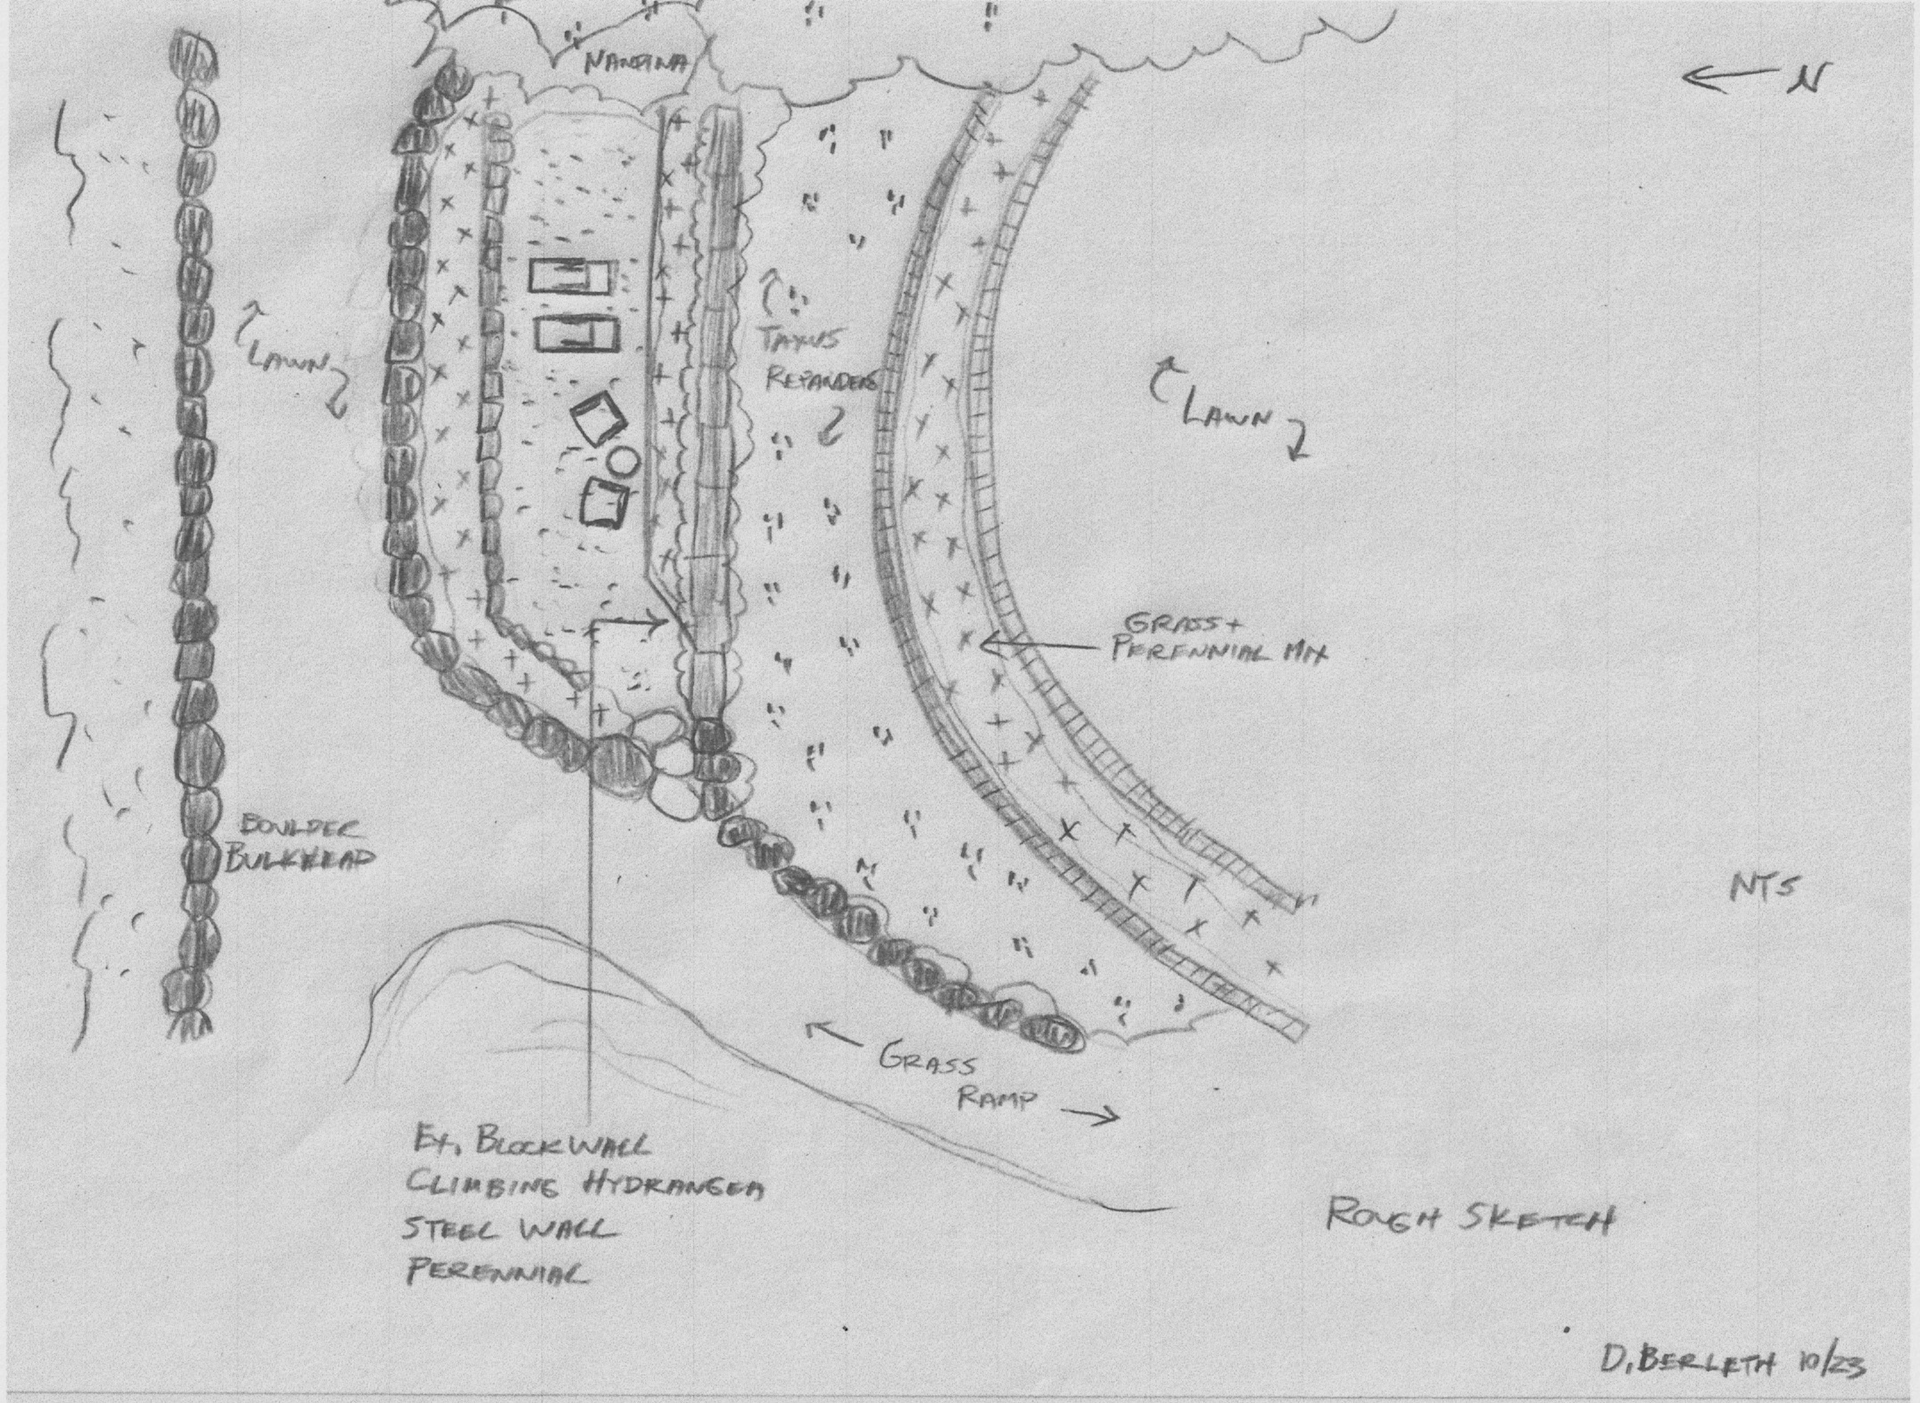 NANDINA
N
LAWN
TAXUS
REPANDENS
LAWN
GRASS +
PERENNIAL MIX
BOULDER
BULKHEAD
NTS
GRASS
RAMP
EX. BLOCK WALL
CLIMBING HYDRANGEA
STEEL WALL
PERENNIAL
ROUGH SKETCH
D. BERLETH 10/23